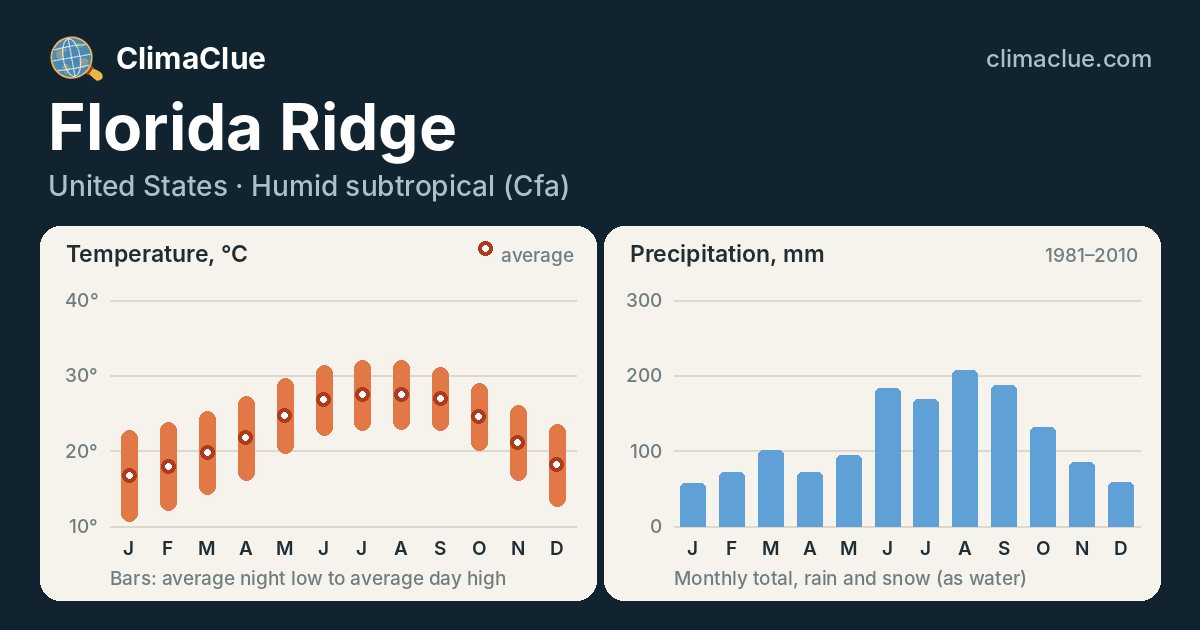 ClimaClue
climaclue.com
Florida Ridge
United States · Humid subtropical (Cfa)
Temperature, °C
average
40°
30°
20°
10°
J F M A M J J A S O N D
Bars: average night low to average day high
Precipitation, mm
1981–2010
300
200
100
0
J F M A M J J A S O N D
Monthly total, rain and snow (as water)